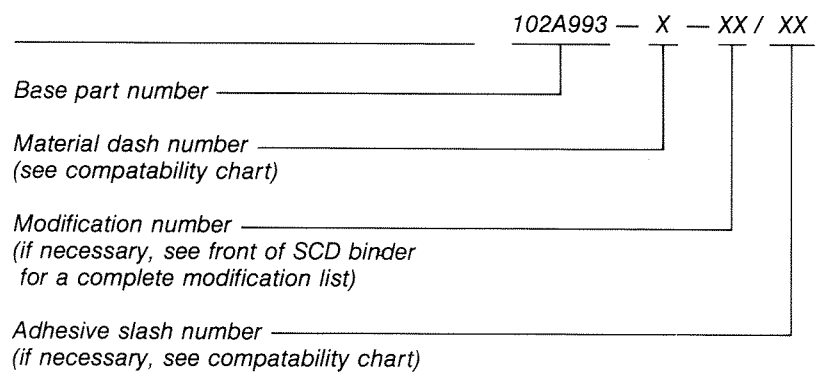 102A993 — X — XX / XX
Base part number
Material dash number
(see compatability chart)
Modification number
(if necessary, see front of SCD binder
for a complete modification list)
Adhesive slash number
(if necessary, see compatability chart)